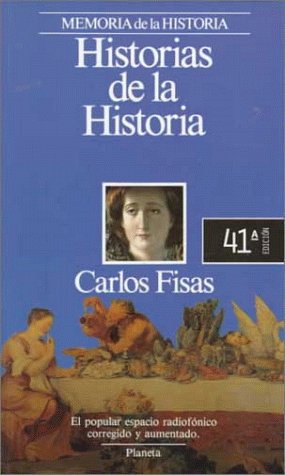 MEMORIA de la HISTORIA
Historias
de la
Historia
41ª
EDICIÓN
Carlos Fisas
El popular espacio radiofónico
corregido y aumentado.
Planeta